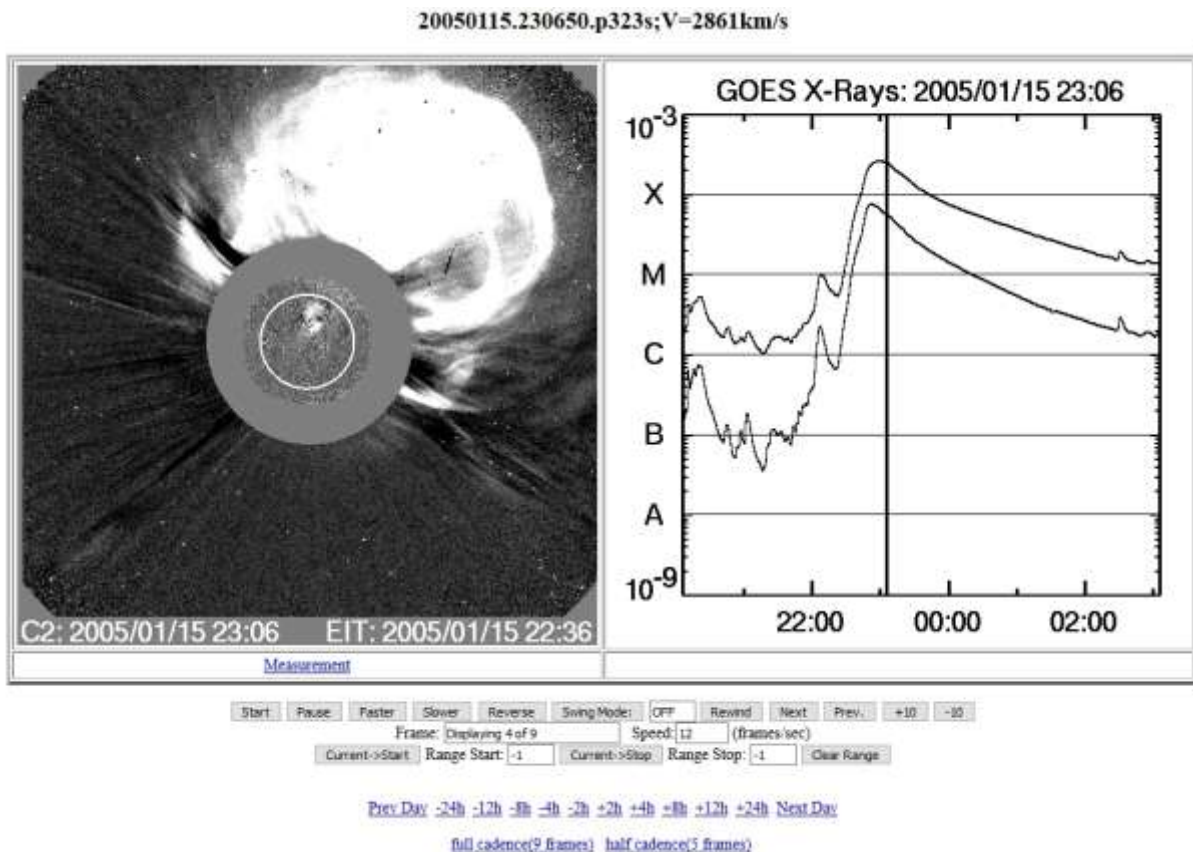 20050115.230650.p323s;V=2861km/s
GOES X-Rays: 2005/01/15 23:06
10-3
X
M
C
B
A
10-9
22:00 00:00 02:00
C2: 2005/01/15 23:06 EIT: 2005/01/15 22:36
Measurement
Start Pause Faster Slower Reverse Swing Mode: OFF Rewind Next Prev. +10 -10
Frame: Displaying 4 of 9 Speed: 12 (frames/sec)
Current->Start Range Start: -1 Current->Stop Range Stop: -1 Clear Range
Prev Day -24h -12h -8h -4h -2h +2h +4h +8h +12h +24h Next Day
full cadence(9 frames) half cadence(5 frames)